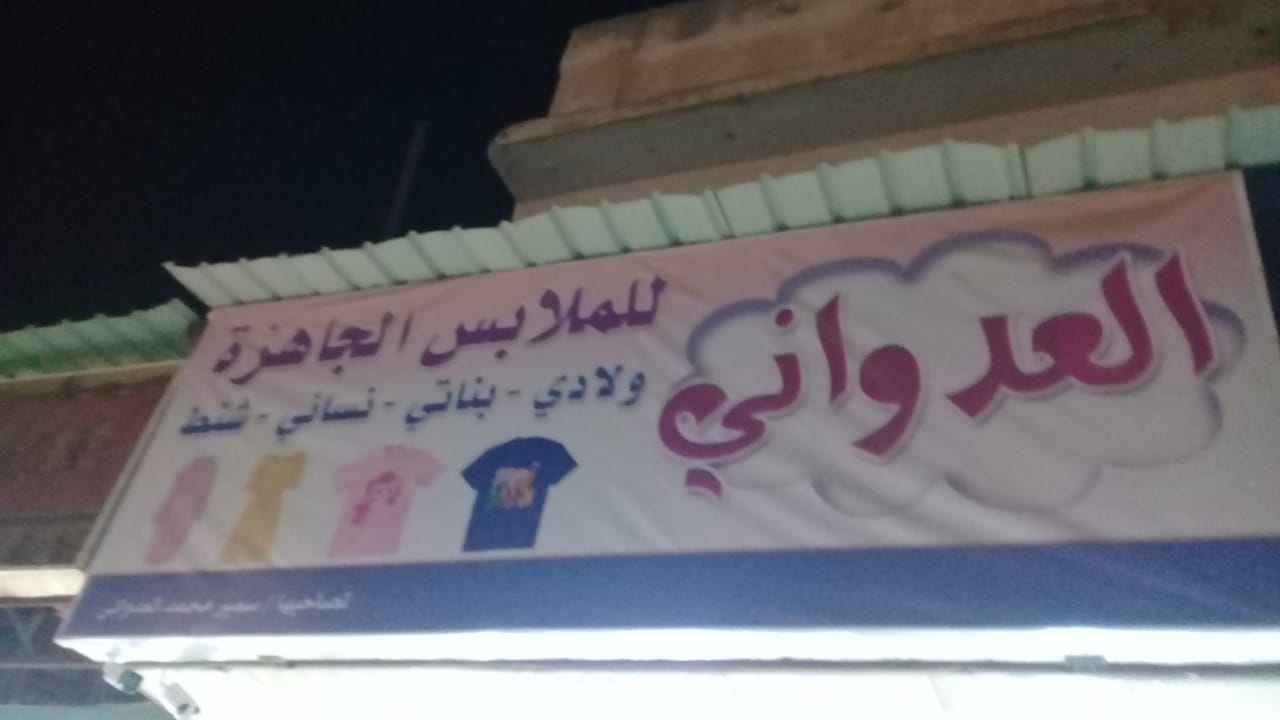 العدواني
للملابس الجاهزة
ولادي - بناتي - نسائي - شنط
لصاحبها / سمير محمد العدواني